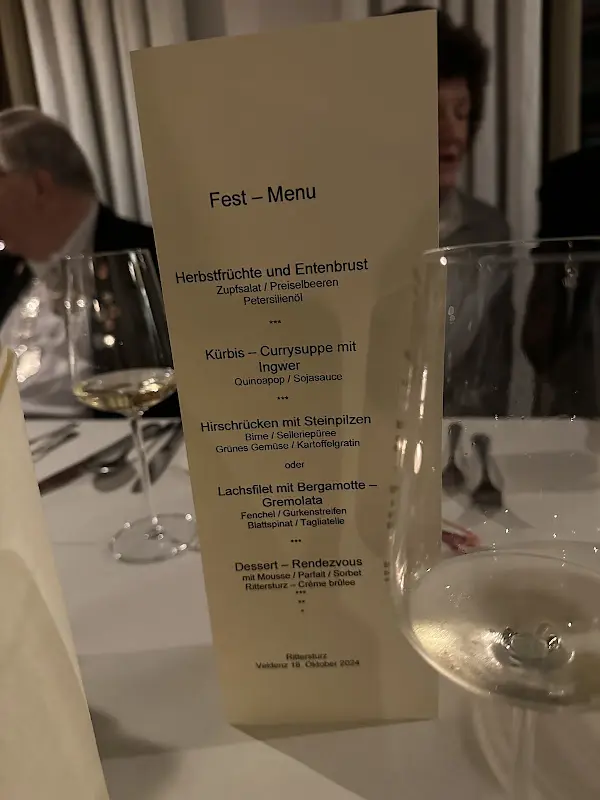 Fest – Menu
Herbstfrüchte und Entenbrust
Zupfsalat / Preiselbeeren
Petersilienöl
***
Kürbis – Currysuppe mit
Ingwer
Quinoapop / Sojasauce
***
Hirschrücken mit Steinpilzen
Birne / Selleriepüree
Grünes Gemüse / Kartoffelgratin
oder
Lachsfilet mit Bergamotte –
Gremolata
Fenchel / Gurkenstreifen
Blattspinat / Tagliatelle
***
Dessert – Rendezvous
mit Mousse / Parfait / Sorbet
Rittersturz – Crème brûlee
***
**
*
Rittersturz
Veldenz 18. Oktober 2024